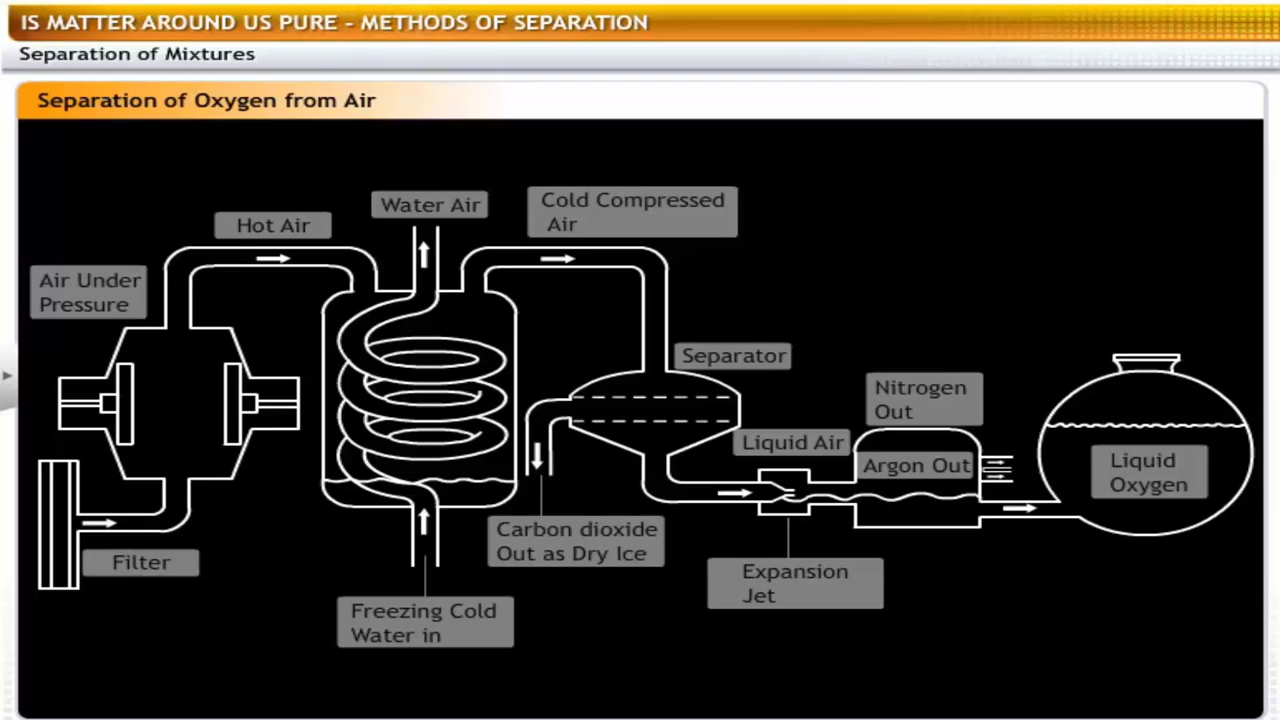 IS MATTER AROUND US PURE - METHODS OF SEPARATION
Separation of Mixtures
Separation of Oxygen from Air
Water Air
Cold Compressed
Air
Hot Air
Air Under
Pressure
Separator
Nitrogen
Out
Liquid Air
Argon Out
Liquid
Oxygen
Carbon dioxide
Out as Dry Ice
Filter
Expansion
Jet
Freezing Cold
Water in